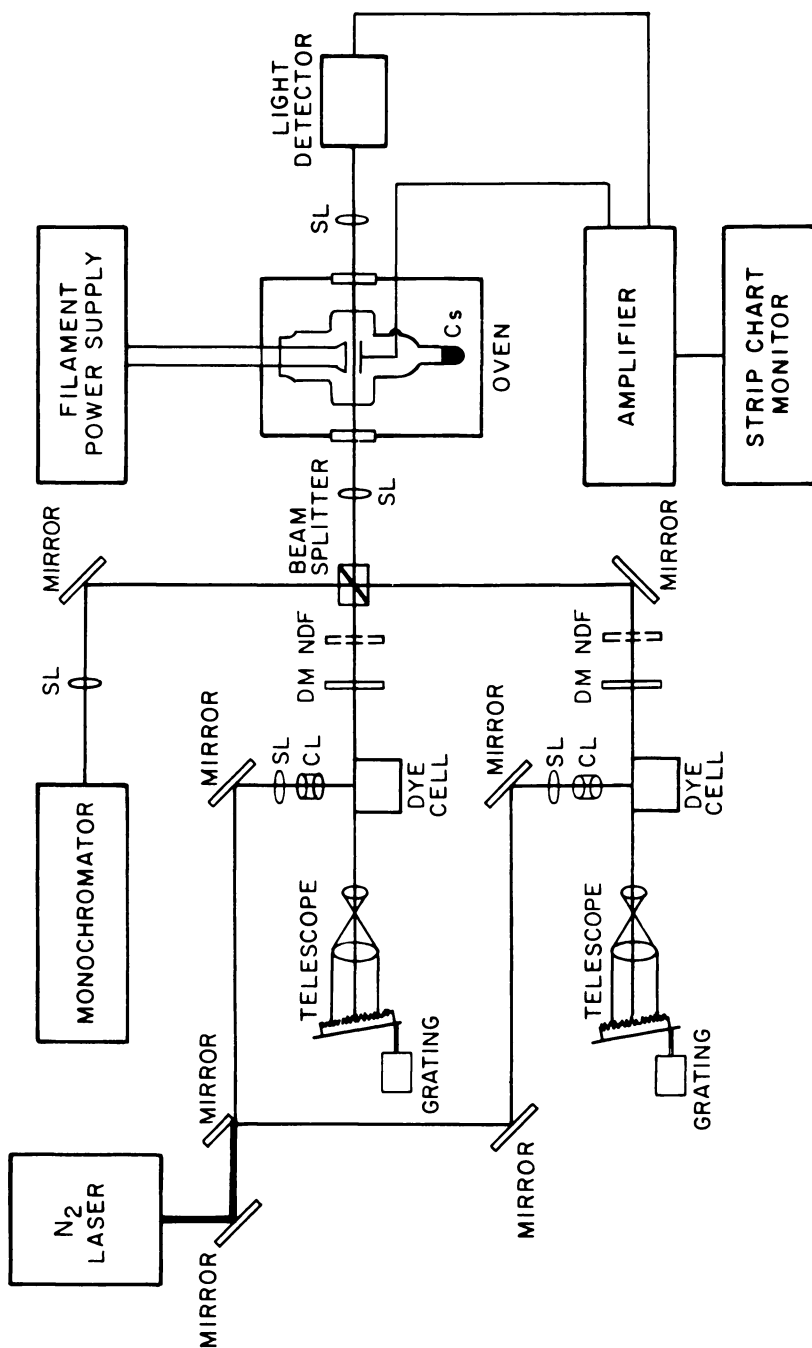 N₂
LASER
MIRROR
MIRROR
MONOCHROMATOR
SL
MIRROR
FILAMENT
POWER SUPPLY
MIRROR
SL
CL
TELESCOPE
GRATING
DYE
CELL
DM NDF
BEAM
SPLITTER
SL
Cs
OVEN
SL
LIGHT
DETECTOR
MIRROR
MIRROR
SL
CL
TELESCOPE
GRATING
DYE
CELL
DM NDF
MIRROR
AMPLIFIER
STRIP CHART
MONITOR